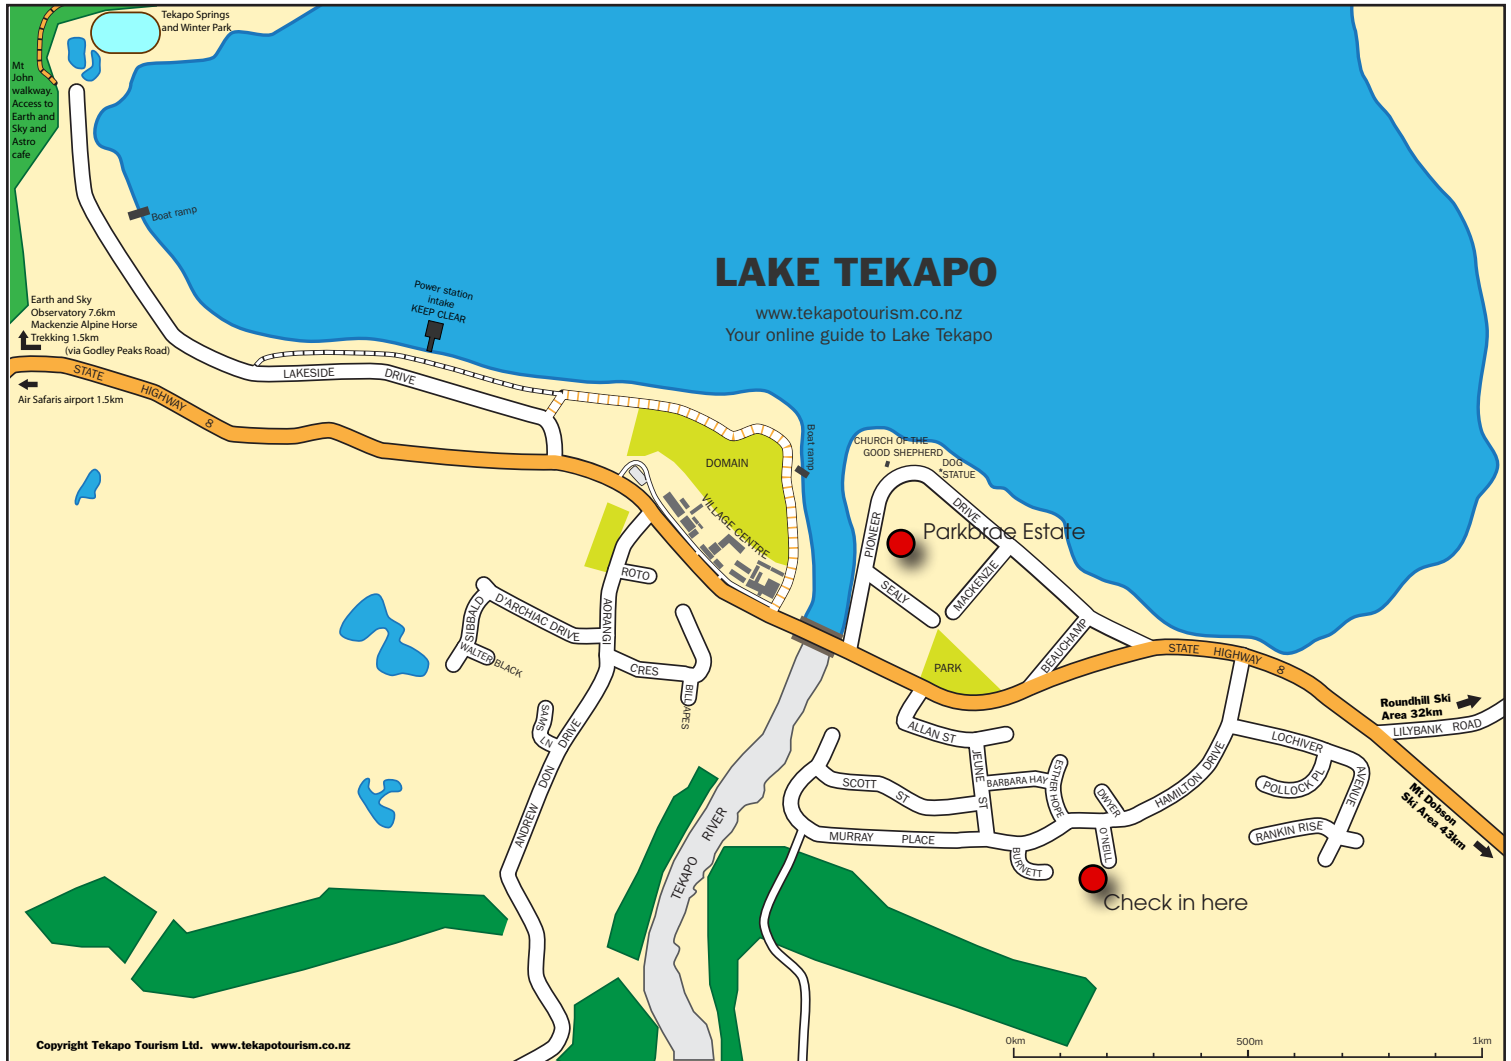 Tekapo Springs
and Winter Park
Mt
John
walkway.
Access to
Earth and
Sky and
Astro
cafe
Boat ramp
Power station
intake
KEEP CLEAR
LAKE TEKAPO
www.tekapotourism.co.nz
Your online guide to Lake Tekapo
Earth and Sky
Observatory 7.6km
Mackenzie Alpine Horse
Trekking 1.5km
(via Godley Peaks Road)
STATE HIGHWAY 8
Air Safaris airport 1.5km
LAKESIDE DRIVE
DOMAIN
VILLAGE CENTRE
Boat ramp
CHURCH OF THE
GOOD SHEPHERD
DOG
*STATUE
PIONEER DRIVE
Parkbrae Estate
SEALY
MACKENZIE
BEAUCHAMP
PARK
STATE HIGHWAY 8
Roundhill Ski
Area 32km
LILYBANK ROAD
Mt Dobson
Ski Area 43km
ROTO
AORANGI
CRES
D'ARCHIAC DRIVE
SIBBALD
WALTER BLACK
BILL APES
SAMS LN
ANDREW DON DRIVE
TEKAPO RIVER
ALLAN ST
JEUNE ST
SCOTT ST
BARBARA HAY
ESTHER HOPE
MURRAY PLACE
BURNETT
DWYER
O'NEILL
HAMILTON DRIVE
LOCHIVER AVENUE
POLLOCK PL
RANKIN RISE
Check in here
Copyright Tekapo Tourism Ltd. www.tekapotourism.co.nz
0km 500m 1km